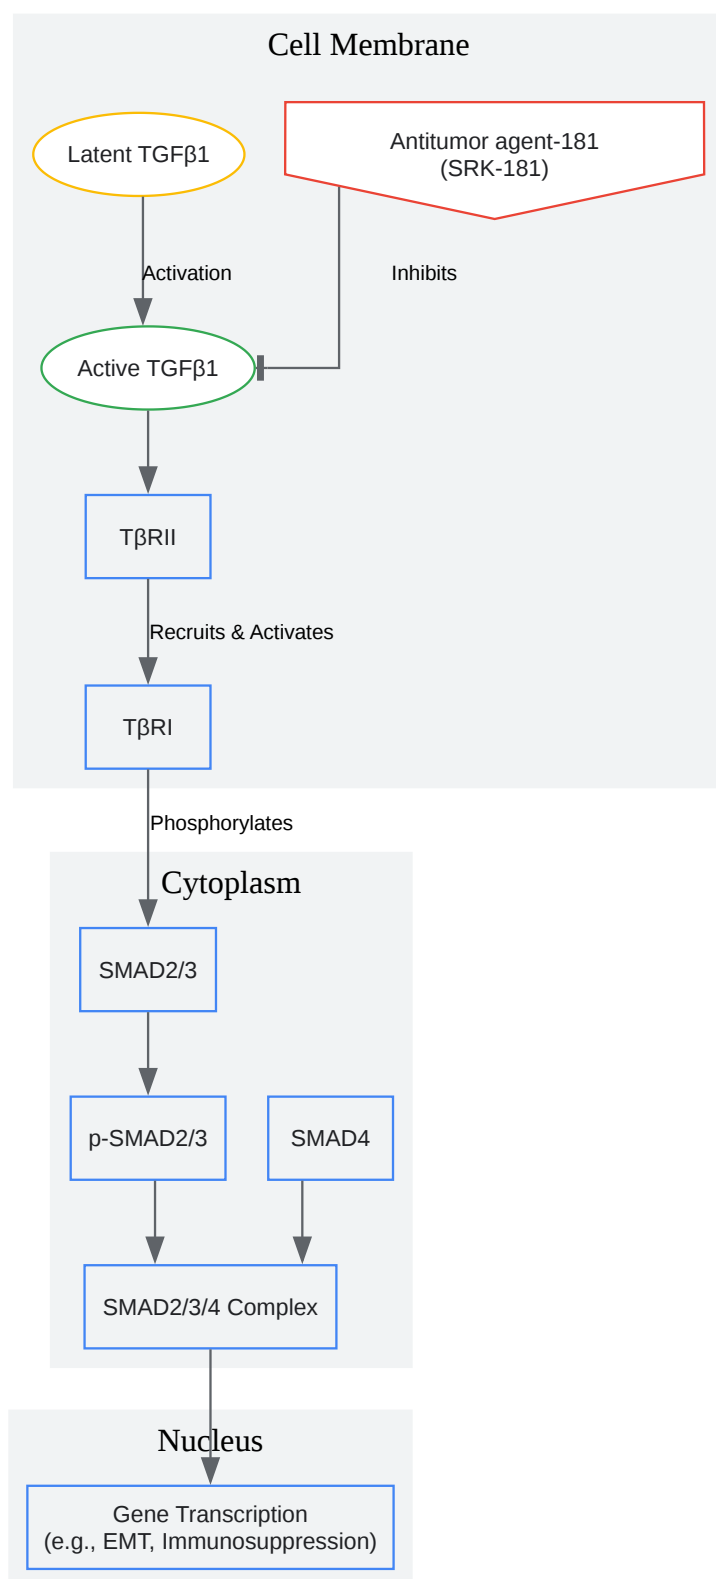 Cell Membrane
Latent TGFβ1
Antitumor agent-181
(SRK-181)
Activation
Inhibits
Active TGFβ1
TβRII
Recruits & Activates
TβRI
Phosphorylates
Cytoplasm
SMAD2/3
p-SMAD2/3
SMAD4
SMAD2/3/4 Complex
Nucleus
Gene Transcription
(e.g., EMT, Immunosuppression)